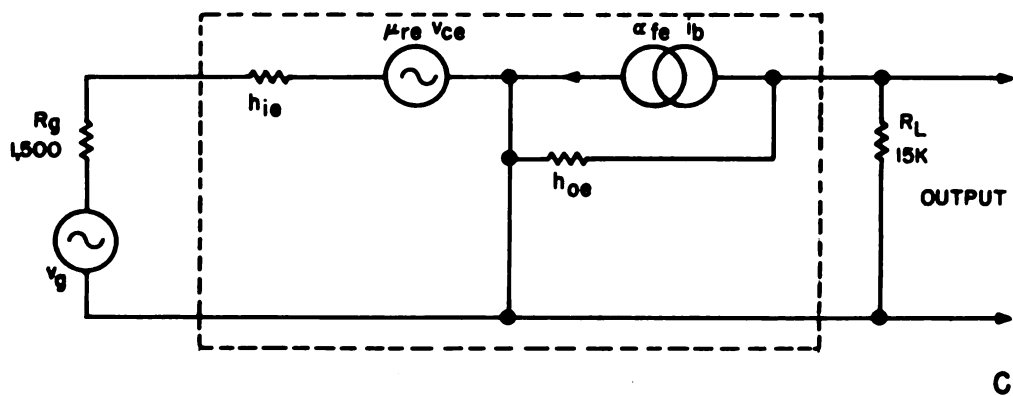 μre vce
αfe ib
hie
Rg
1,500
RL
15K
hoe
OUTPUT
vg
C